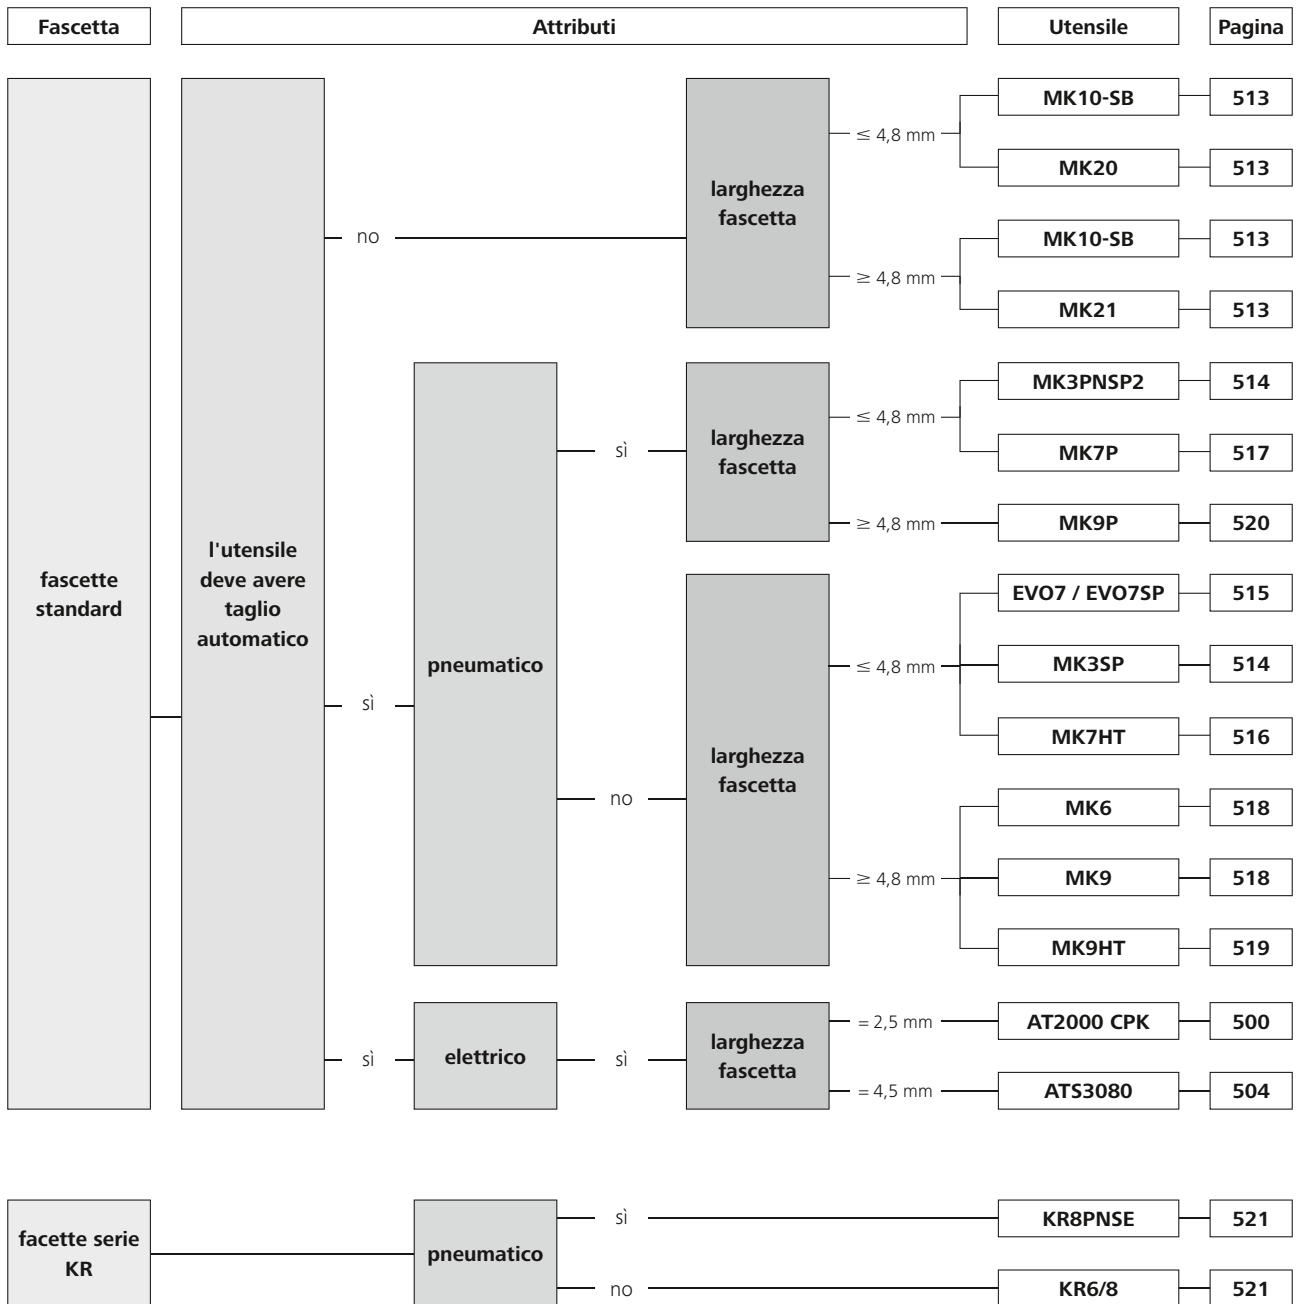 Fascetta Attributi Utensile Pagina
MK10-SB 513
≤ 4,8 mm
MK20 513
larghezza
fascetta
no
MK10-SB 513
≥ 4,8 mm
MK21 513
MK3PNSP2 514
≤ 4,8 mm
sì
larghezza
fascetta
MK7P 517
≥ 4,8 mm MK9P 520
l'utensile
deve avere
taglio
automatico
fascette
standard
EVO7 / EVO7SP 515
pneumatico
≤ 4,8 mm MK3SP 514
sì
MK7HT 516
larghezza
fascetta
no
MK6 518
≥ 4,8 mm MK9 518
MK9HT 519
= 2,5 mm AT2000 CPK 500
sì
elettrico
sì
larghezza
fascetta
= 4,5 mm ATS3080 504
sì KR8PNSE 521
facette serie
KR
pneumatico
no KR6/8 521